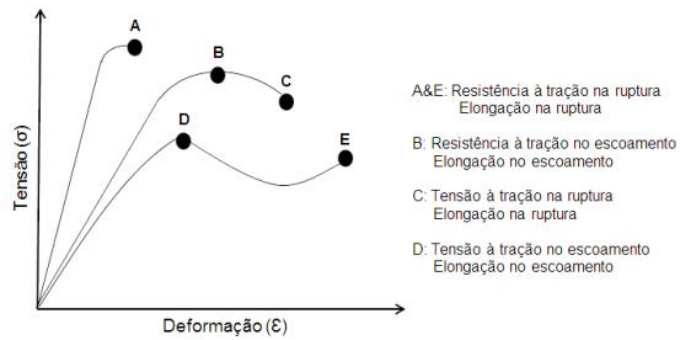 A
B
C
D
E
Tensão (σ)
Deformação (Ɛ)
A&E: Resistência à tração na ruptura
Elongação na ruptura
B: Resistência à tração no escoamento
Elongação no escoamento
C: Tensão à tração na ruptura
Elongação na ruptura
D: Tensão à tração no escoamento
Elongação no escoamento